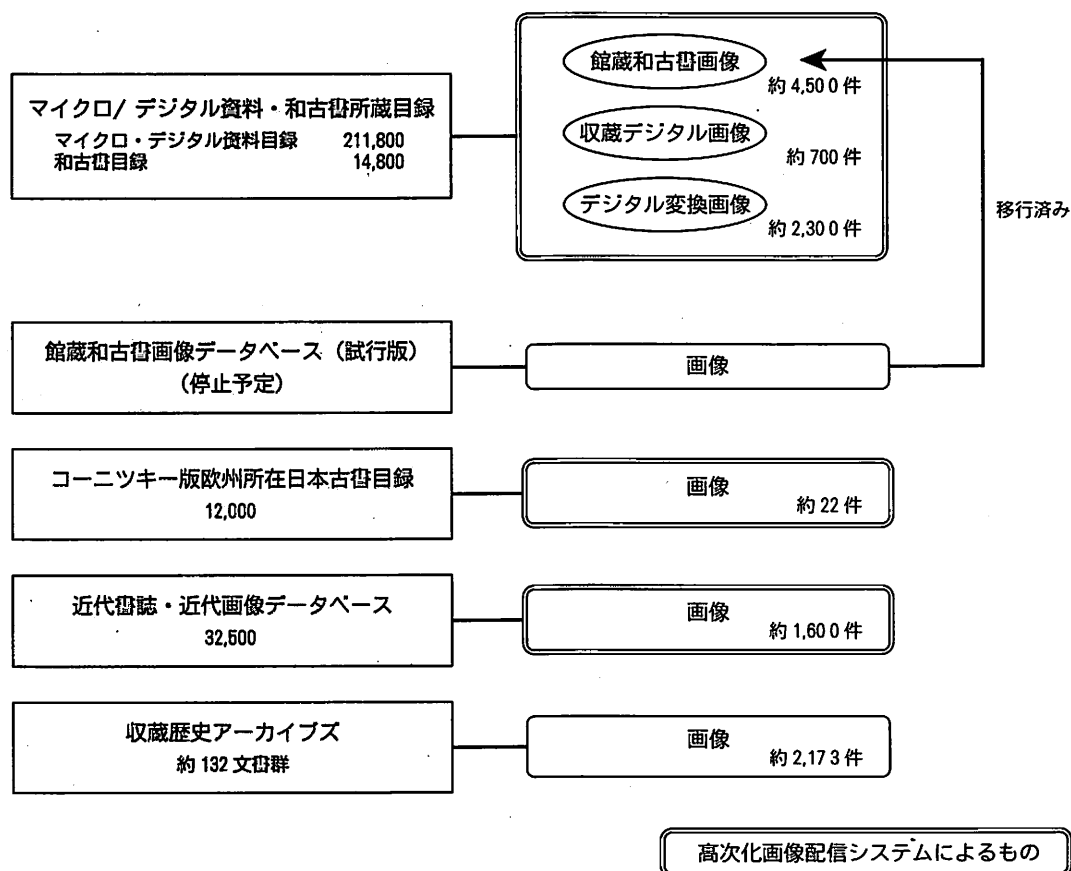 館蔵和古書画像
約 4,500 件
マイクロ/ デジタル資料・和古書所蔵目録
マイクロ・デジタル資料目録 211,800
和古書目録 14,800
収蔵デジタル画像
約 700 件
デジタル変換画像
約 2,300 件
移行済み
館蔵和古書画像データベース（試行版）
（停止予定）
画像
コーニツキー版欧州所在日本古書目録
12,000
画像
約 22 件
近代書誌・近代画像データベース
32,500
画像
約 1,600 件
収蔵歴史アーカイブズ
約 132 文書群
画像
約 2,173 件
高次化画像配信システムによるもの